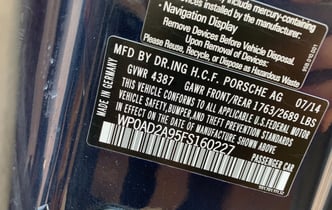 may include mercury-containing
devices installed by the manufacturer:
• Navigation Display
Remove Devices Before Vehicle Disposal.
Upon Removal of Devices:
Please Reuse, Recycle, or Dispose as Hazardous Waste
MADE IN GERMANY
MFD BY DR.ING H.C.F. PORSCHE AG
GVWR 4387 07/14
GAWR FRONT/REAR 1763/2689 LBS
THIS VEHICLE CONFORMS TO ALL APPLICABLE U.S.FEDERAL MOTOR
VEHICLE SAFETY, BUMPER, AND THEFT PREVENTION STANDARDS
IN EFFECT ON THE DATE OF MANUFACTURE SHOWN ABOVE.
WP0AD2A95FS160227
PASSENGER CAR